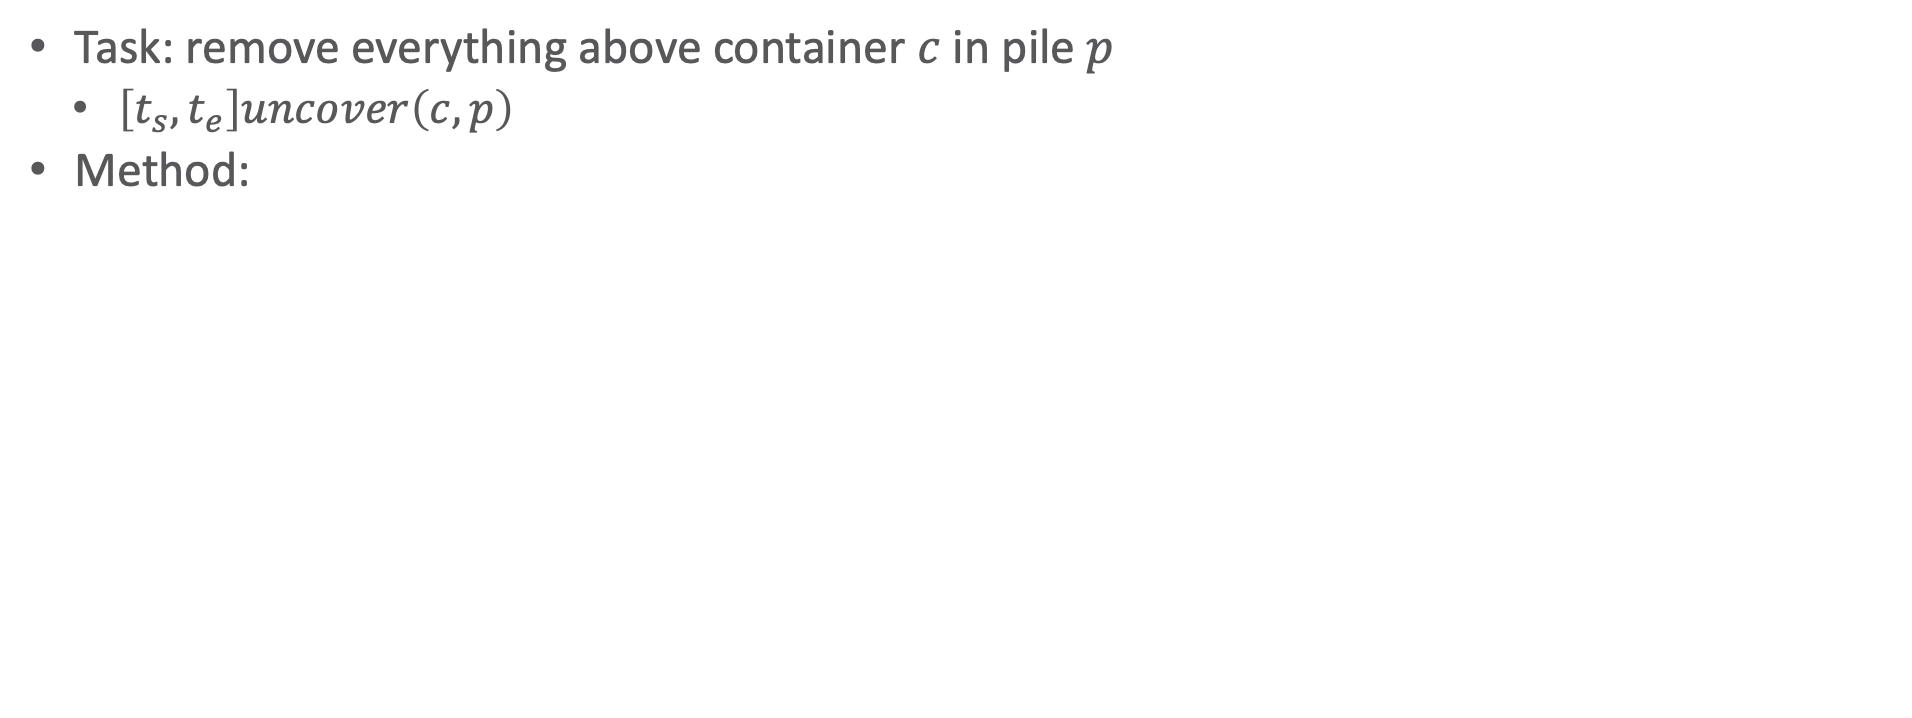 • Task: remove everything above container 𝑐 in pile 𝑝
• [𝑡ₛ, 𝑡ₑ]𝑢𝑛𝑐𝑜𝑣𝑒𝑟(𝑐, 𝑝)
• Method: